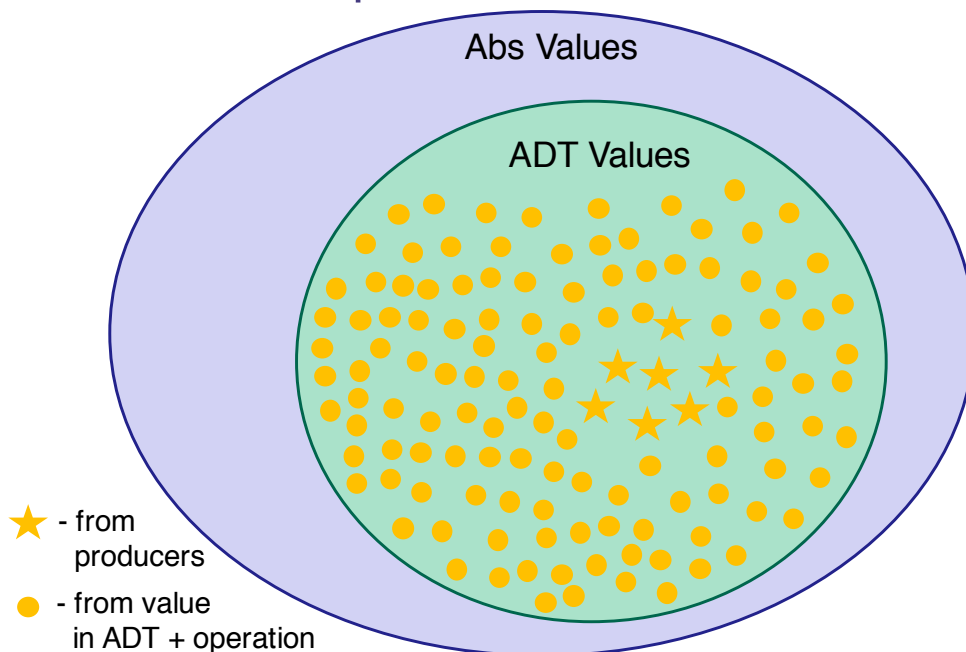 Abs Values
ADT Values
- from
producers
- from value
in ADT + operation